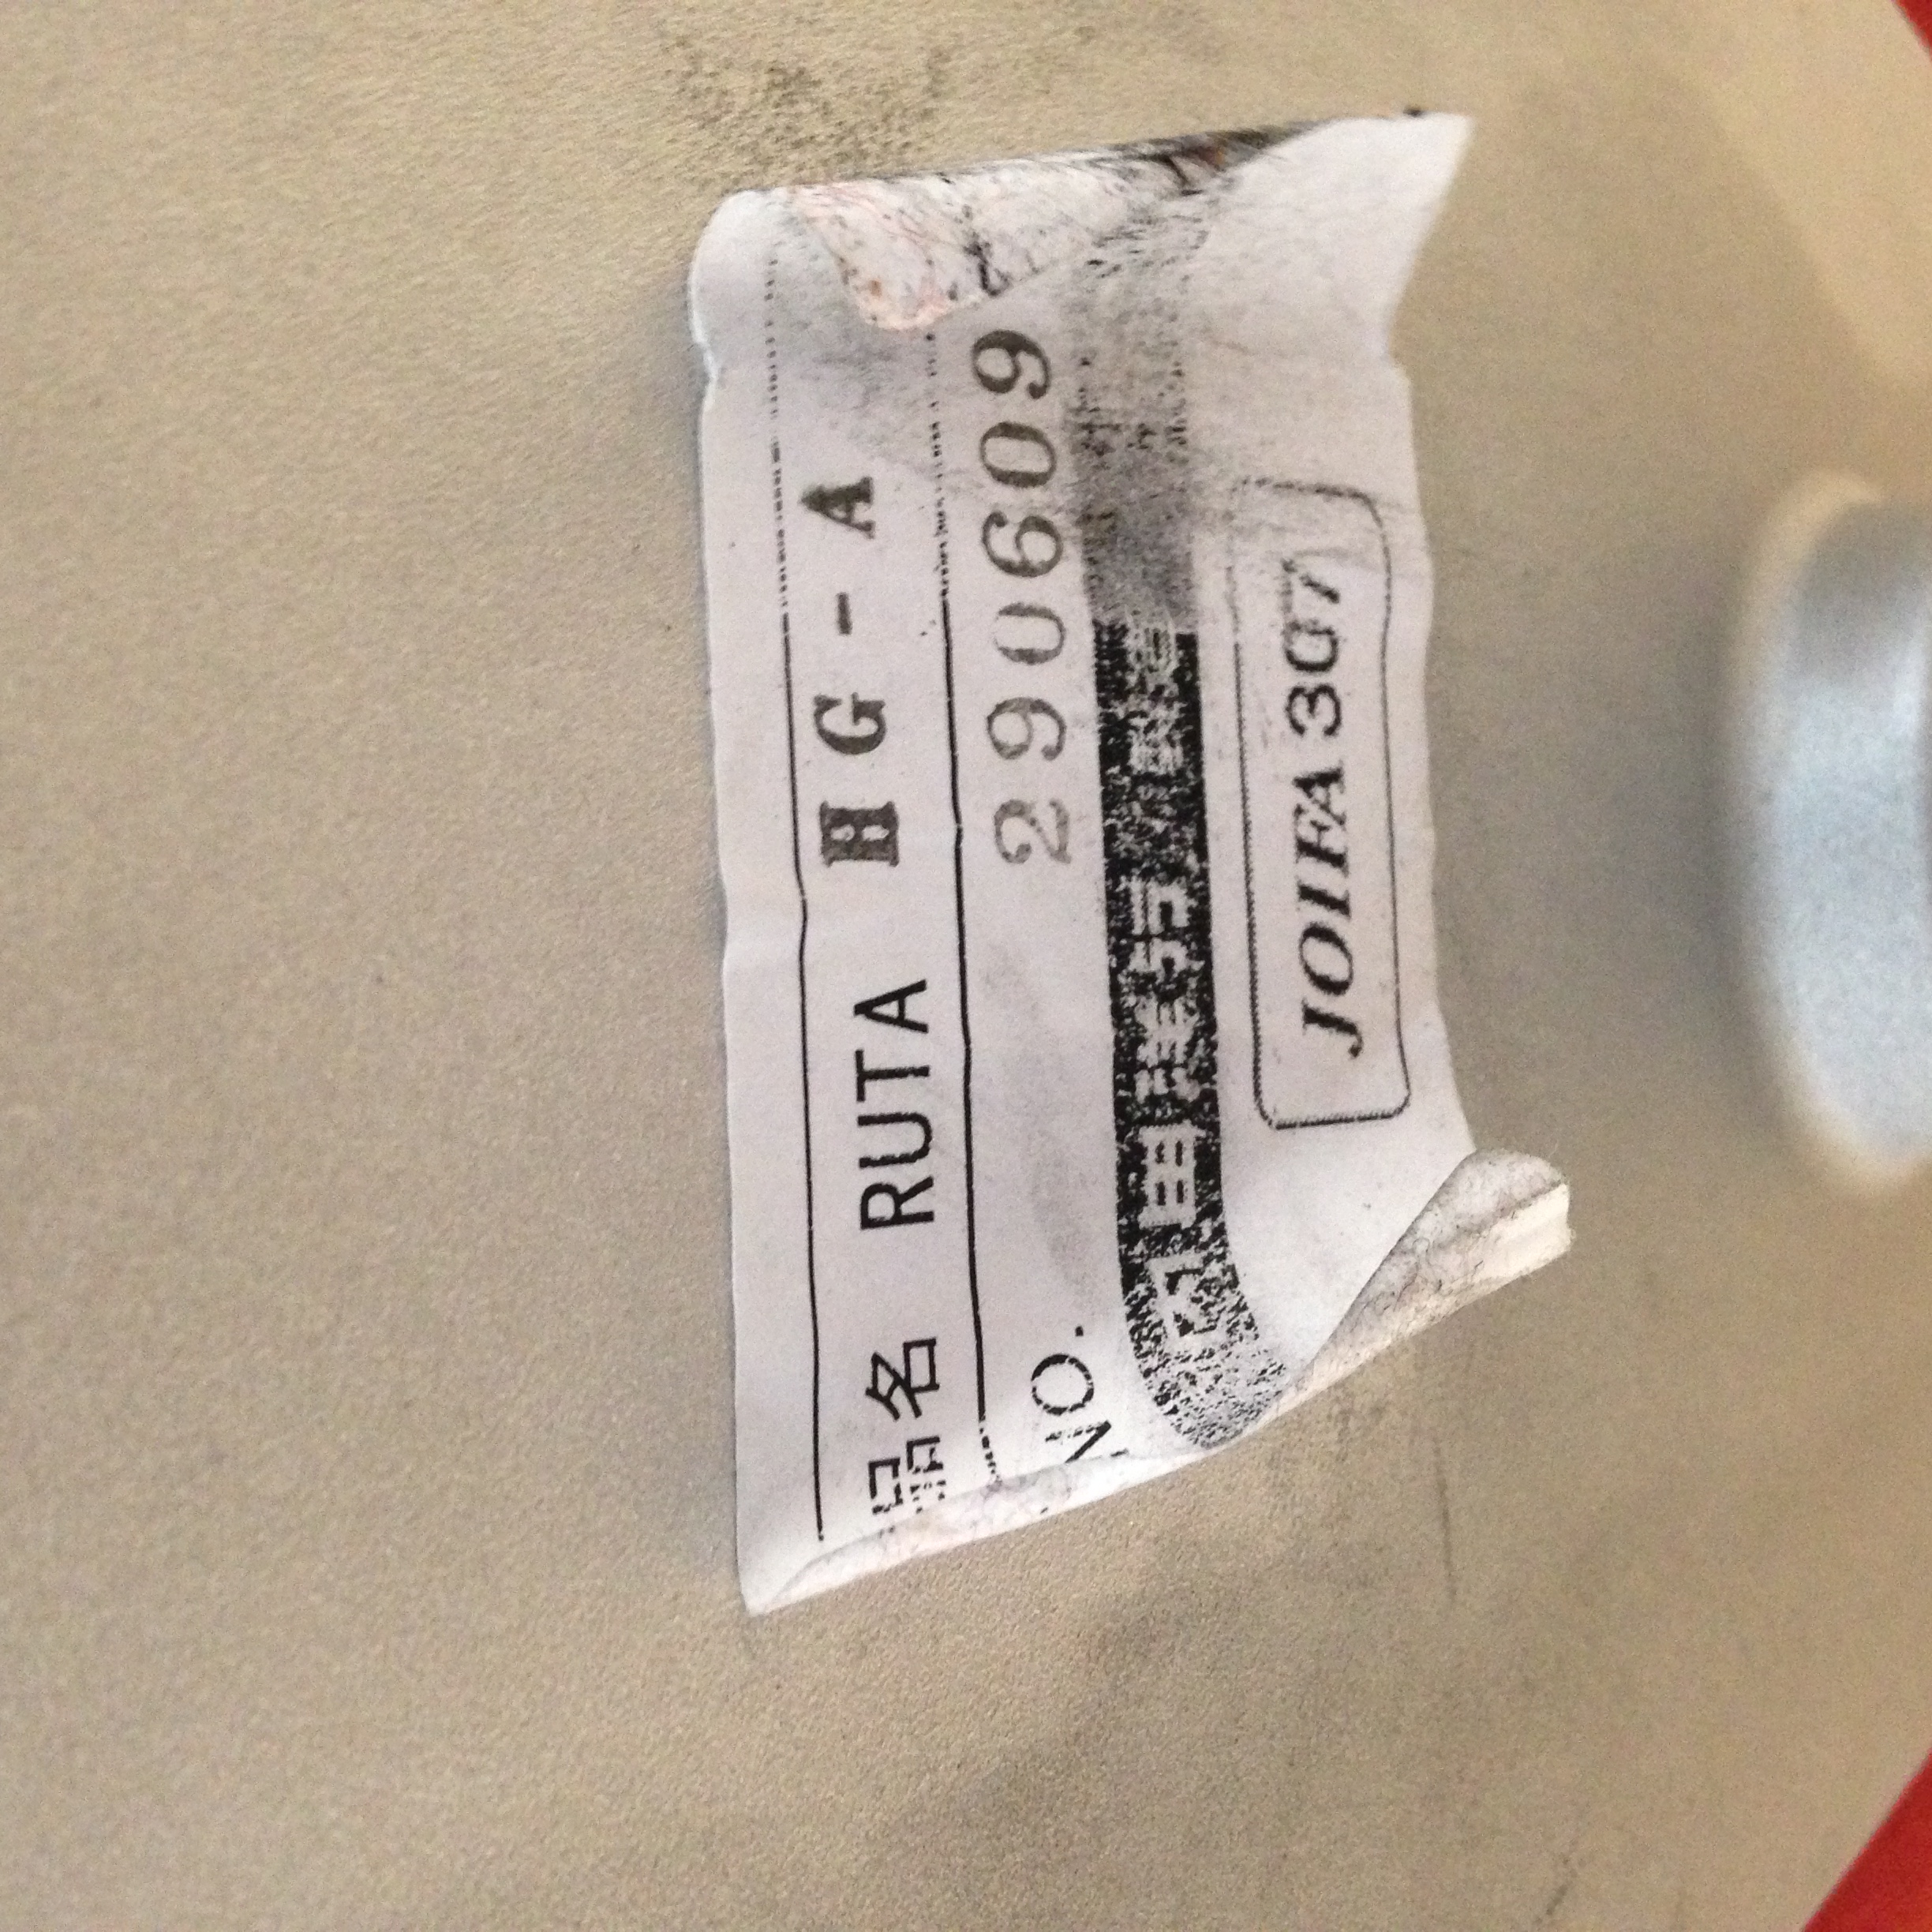 品名 RUTA HG-A
NO. 290609
JOIFA 307